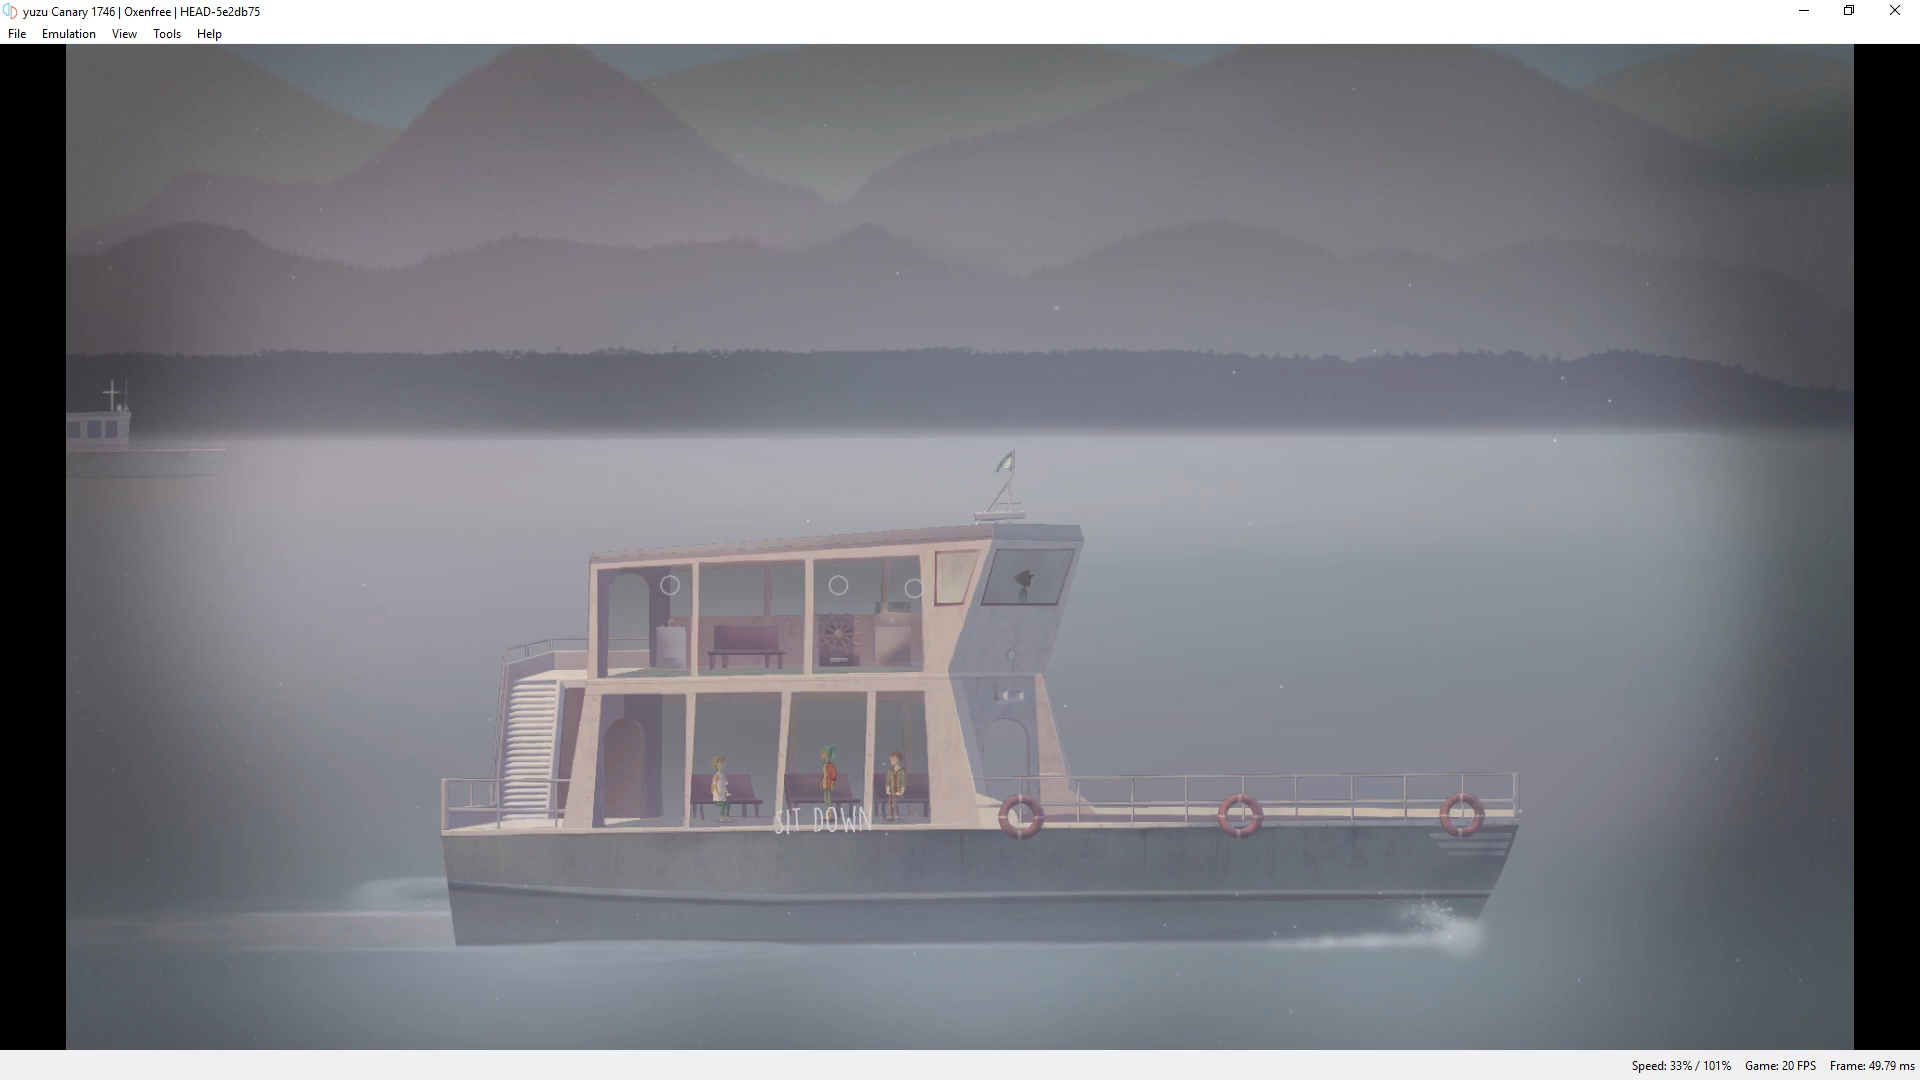 yuzu Canary 1746 | Oxenfree | HEAD-5e2db75
File Emulation View Tools Help
SIT DOWN
Speed: 33% / 101% Game: 20 FPS Frame: 49.79 ms